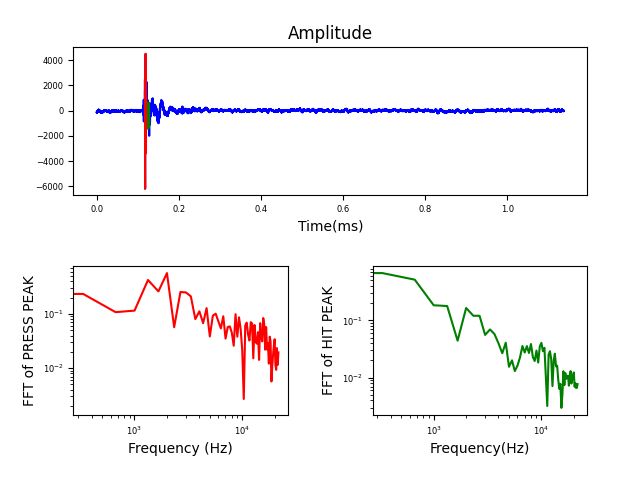 Amplitude
4000
2000
0
−2000
−4000
−6000
0.0 0.2 0.4 0.6 0.8 1.0
Time(ms)
FFT of PRESS PEAK
10⁻¹
10⁻²
10³ 10⁴
Frequency (Hz)
FFT of HIT PEAK
10⁻¹
10⁻²
10³ 10⁴
Frequency(Hz)